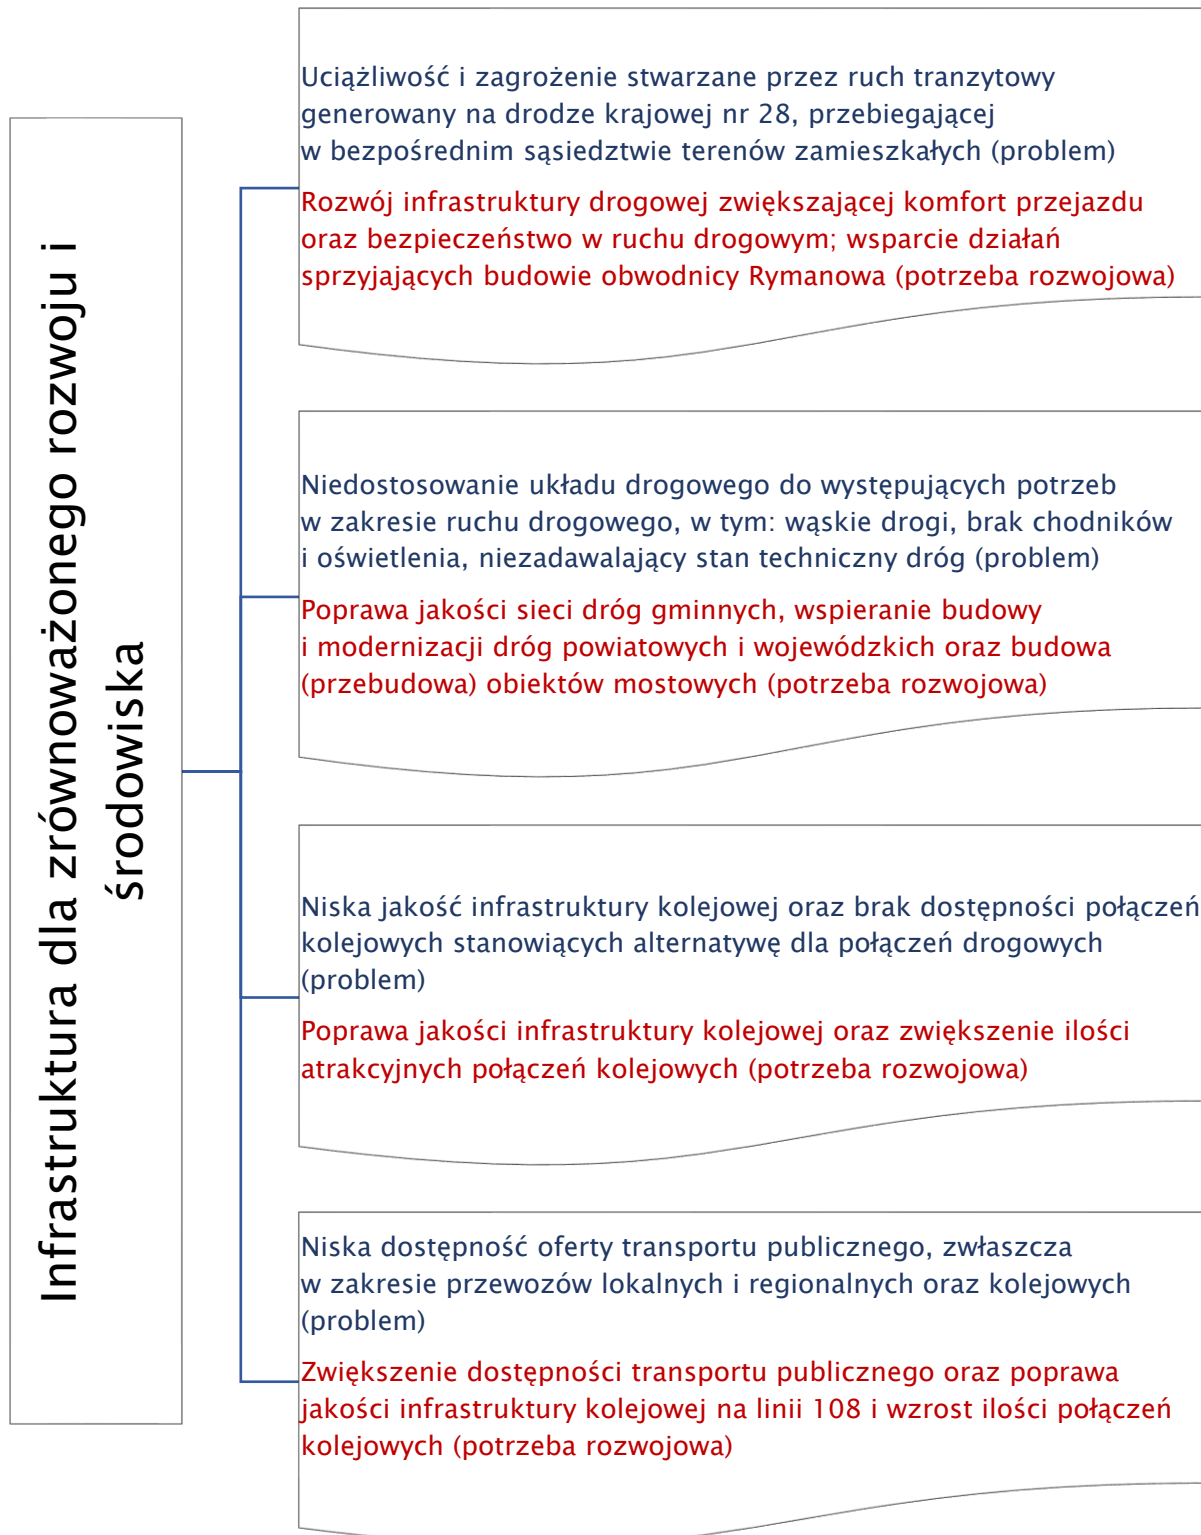 Infrastruktura dla zrównoważonego rozwoju i
środowiska
Uciążliwość i zagrożenie stwarzane przez ruch tranzytowy
generowany na drodze krajowej nr 28, przebiegającej
w bezpośrednim sąsiedztwie terenów zamieszkałych (problem)
Rozwój infrastruktury drogowej zwiększającej komfort przejazdu
oraz bezpieczeństwo w ruchu drogowym; wsparcie działań
sprzyjających budowie obwodnicy Rymanowa (potrzeba rozwojowa)
Niedostosowanie układu drogowego do występujących potrzeb
w zakresie ruchu drogowego, w tym: wąskie drogi, brak chodników
i oświetlenia, niezadawalający stan techniczny dróg (problem)
Poprawa jakości sieci dróg gminnych, wspieranie budowy
i modernizacji dróg powiatowych i wojewódzkich oraz budowa
(przebudowa) obiektów mostowych (potrzeba rozwojowa)
Niska jakość infrastruktury kolejowej oraz brak dostępności połączeń
kolejowych stanowiących alternatywę dla połączeń drogowych
(problem)
Poprawa jakości infrastruktury kolejowej oraz zwiększenie ilości
atrakcyjnych połączeń kolejowych (potrzeba rozwojowa)
Niska dostępność oferty transportu publicznego, zwłaszcza
w zakresie przewozów lokalnych i regionalnych oraz kolejowych
(problem)
Zwiększenie dostępności transportu publicznego oraz poprawa
jakości infrastruktury kolejowej na linii 108 i wzrost ilości połączeń
kolejowych (potrzeba rozwojowa)